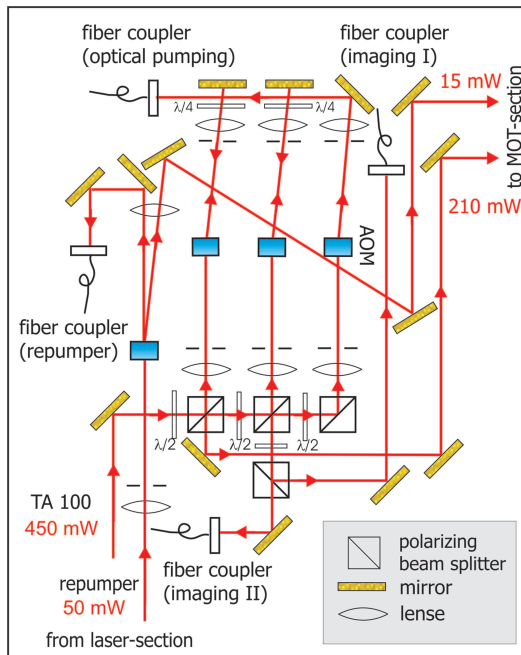 fiber coupler
(optical pumping)
fiber coupler
(imaging I)
15 mW
to MOT-section
210 mW
λ/4
λ/4
AOM
fiber coupler
(repumper)
λ/2
λ/2
λ/2
TA 100
450 mW
repumper
50 mW
from laser-section
fiber coupler
(imaging II)
polarizing
beam splitter
mirror
lense